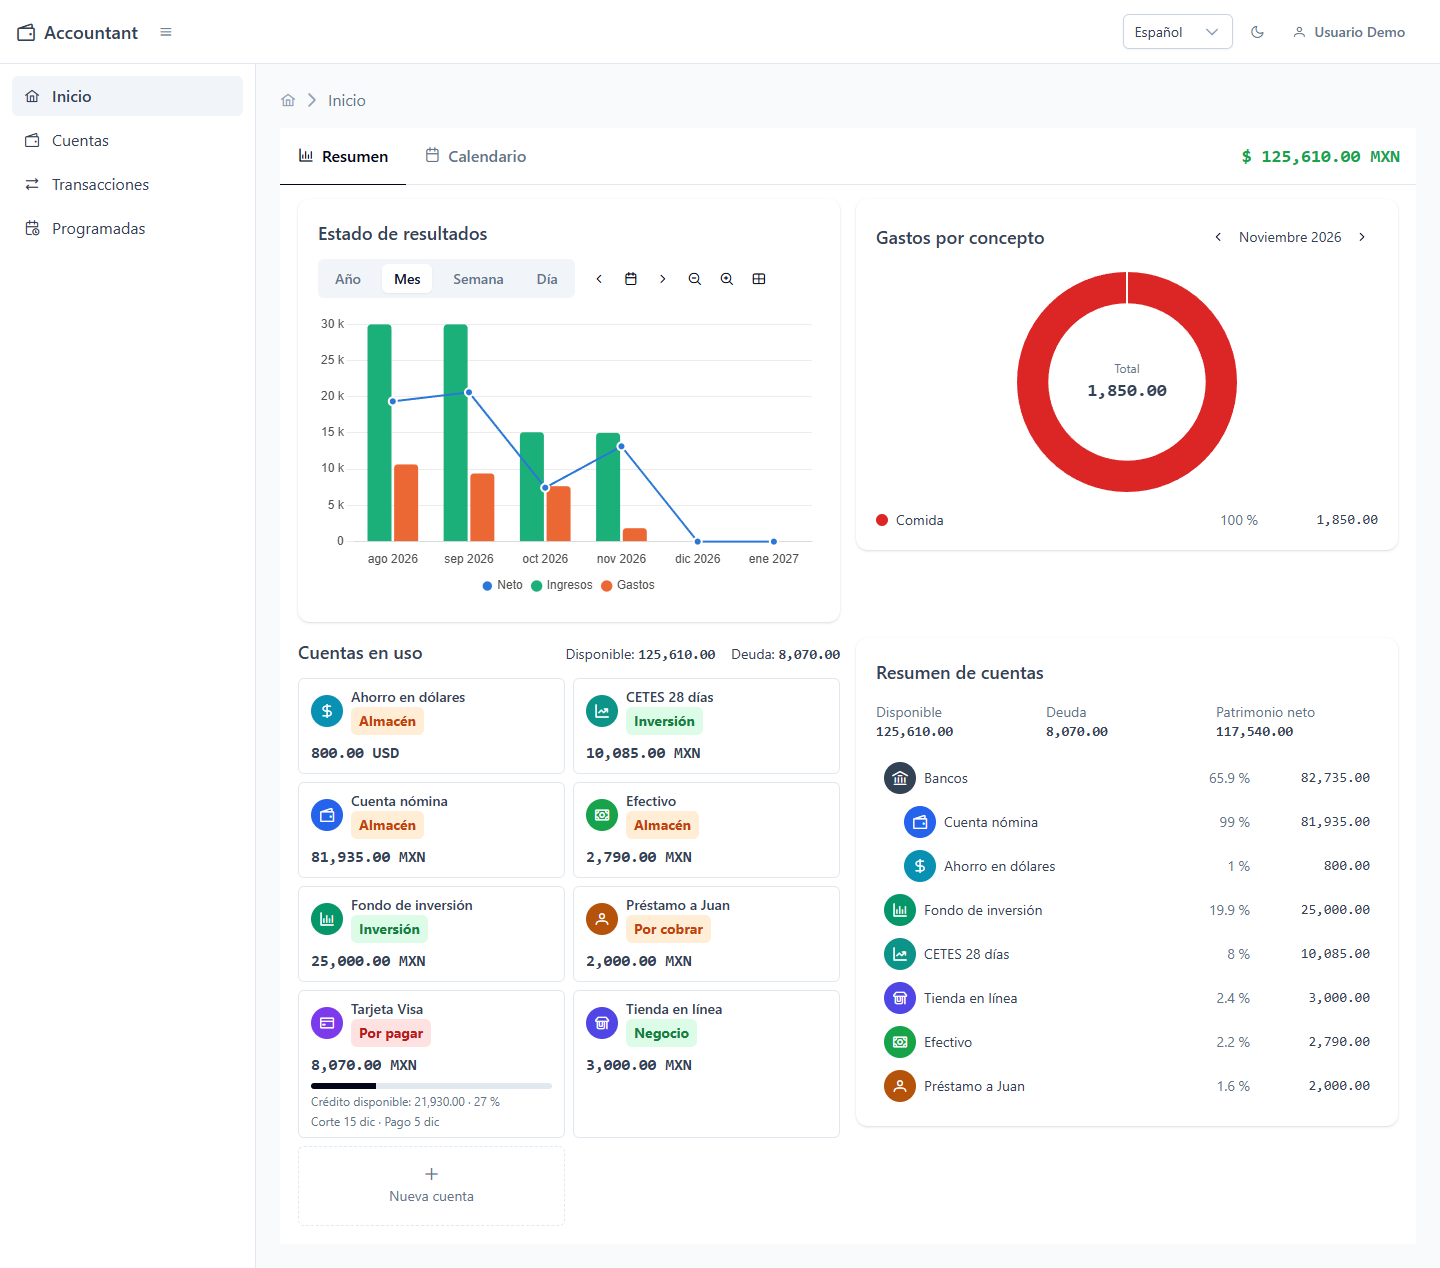 Accountant
Español
Usuario Demo
Inicio
Cuentas
Transacciones
Programadas
Inicio
Resumen
Calendario
$ 125,610.00 MXN
Estado de resultados
Año
Mes
Semana
Día
30 k
25 k
20 k
15 k
10 k
5 k
0
ago 2026
sep 2026
oct 2026
nov 2026
dic 2026
ene 2027
Neto
Ingresos
Gastos
Gastos por concepto
Noviembre 2026
Total
1,850.00
Comida
100 %
1,850.00
Cuentas en uso
Disponible: 125,610.00
Deuda: 8,070.00
Ahorro en dólares
Almacén
800.00 USD
CETES 28 días
Inversión
10,085.00 MXN
Cuenta nómina
Almacén
81,935.00 MXN
Efectivo
Almacén
2,790.00 MXN
Fondo de inversión
Inversión
25,000.00 MXN
Préstamo a Juan
Por cobrar
2,000.00 MXN
Tarjeta Visa
Por pagar
8,070.00 MXN
Crédito disponible: 21,930.00 · 27 %
Corte 15 dic · Pago 5 dic
Tienda en línea
Negocio
3,000.00 MXN
Nueva cuenta
Resumen de cuentas
Disponible
125,610.00
Deuda
8,070.00
Patrimonio neto
117,540.00
Bancos
65.9 %
82,735.00
Cuenta nómina
99 %
81,935.00
Ahorro en dólares
1 %
800.00
Fondo de inversión
19.9 %
25,000.00
CETES 28 días
8 %
10,085.00
Tienda en línea
2.4 %
3,000.00
Efectivo
2.2 %
2,790.00
Préstamo a Juan
1.6 %
2,000.00